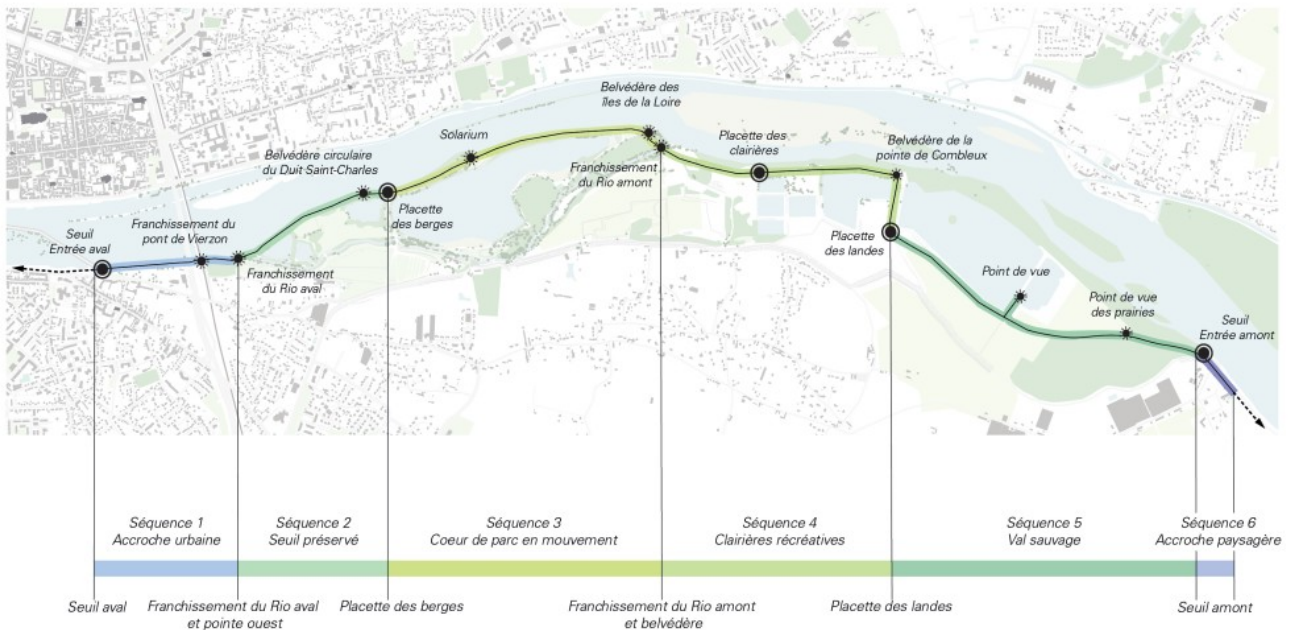 Belvédère des
îles de la Loire
Solarium
Placette des
clairières
Belvédère de la
pointe de Combleux
Belvédère circulaire
du Duit Saint-Charles
Franchissement
du Rio amont
Placette
des berges
Franchissement du
pont de Vierzon
Seuil
Entrée aval
Franchissement
du Rio aval
Placette
des landes
Point de vue
Point de vue
des prairies
Seuil
Entrée amont
Séquence 1
Accroche urbaine
Séquence 2
Seuil préservé
Séquence 3
Coeur de parc en mouvement
Séquence 4
Clairières récréatives
Séquence 5
Val sauvage
Séquence 6
Accroche paysagère
Seuil aval
Franchissement du Rio aval
et pointe ouest
Placette des berges
Franchissement du Rio amont
et belvédère
Placette des landes
Seuil amont